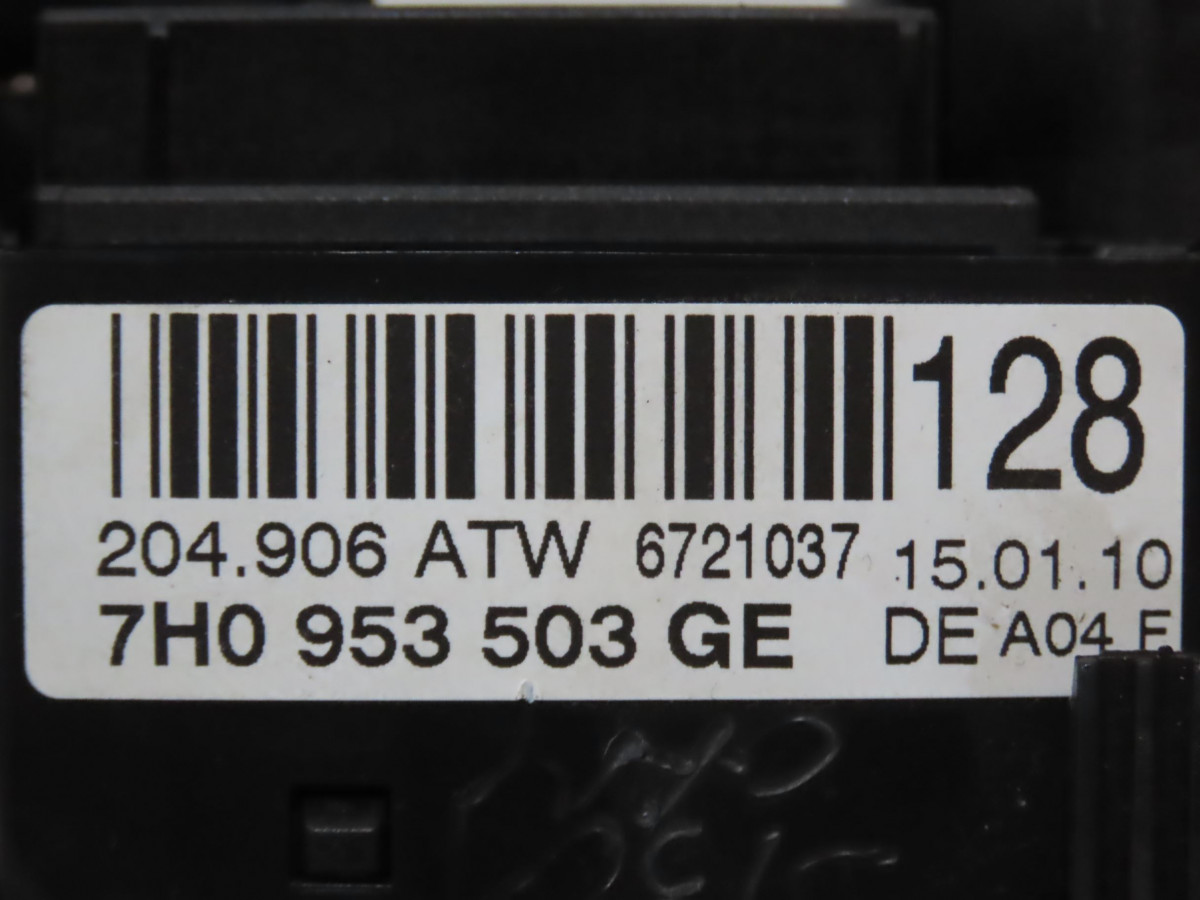 128
204.906 ATW 6721037 15.01.10
7H0 953 503 GE DE A04